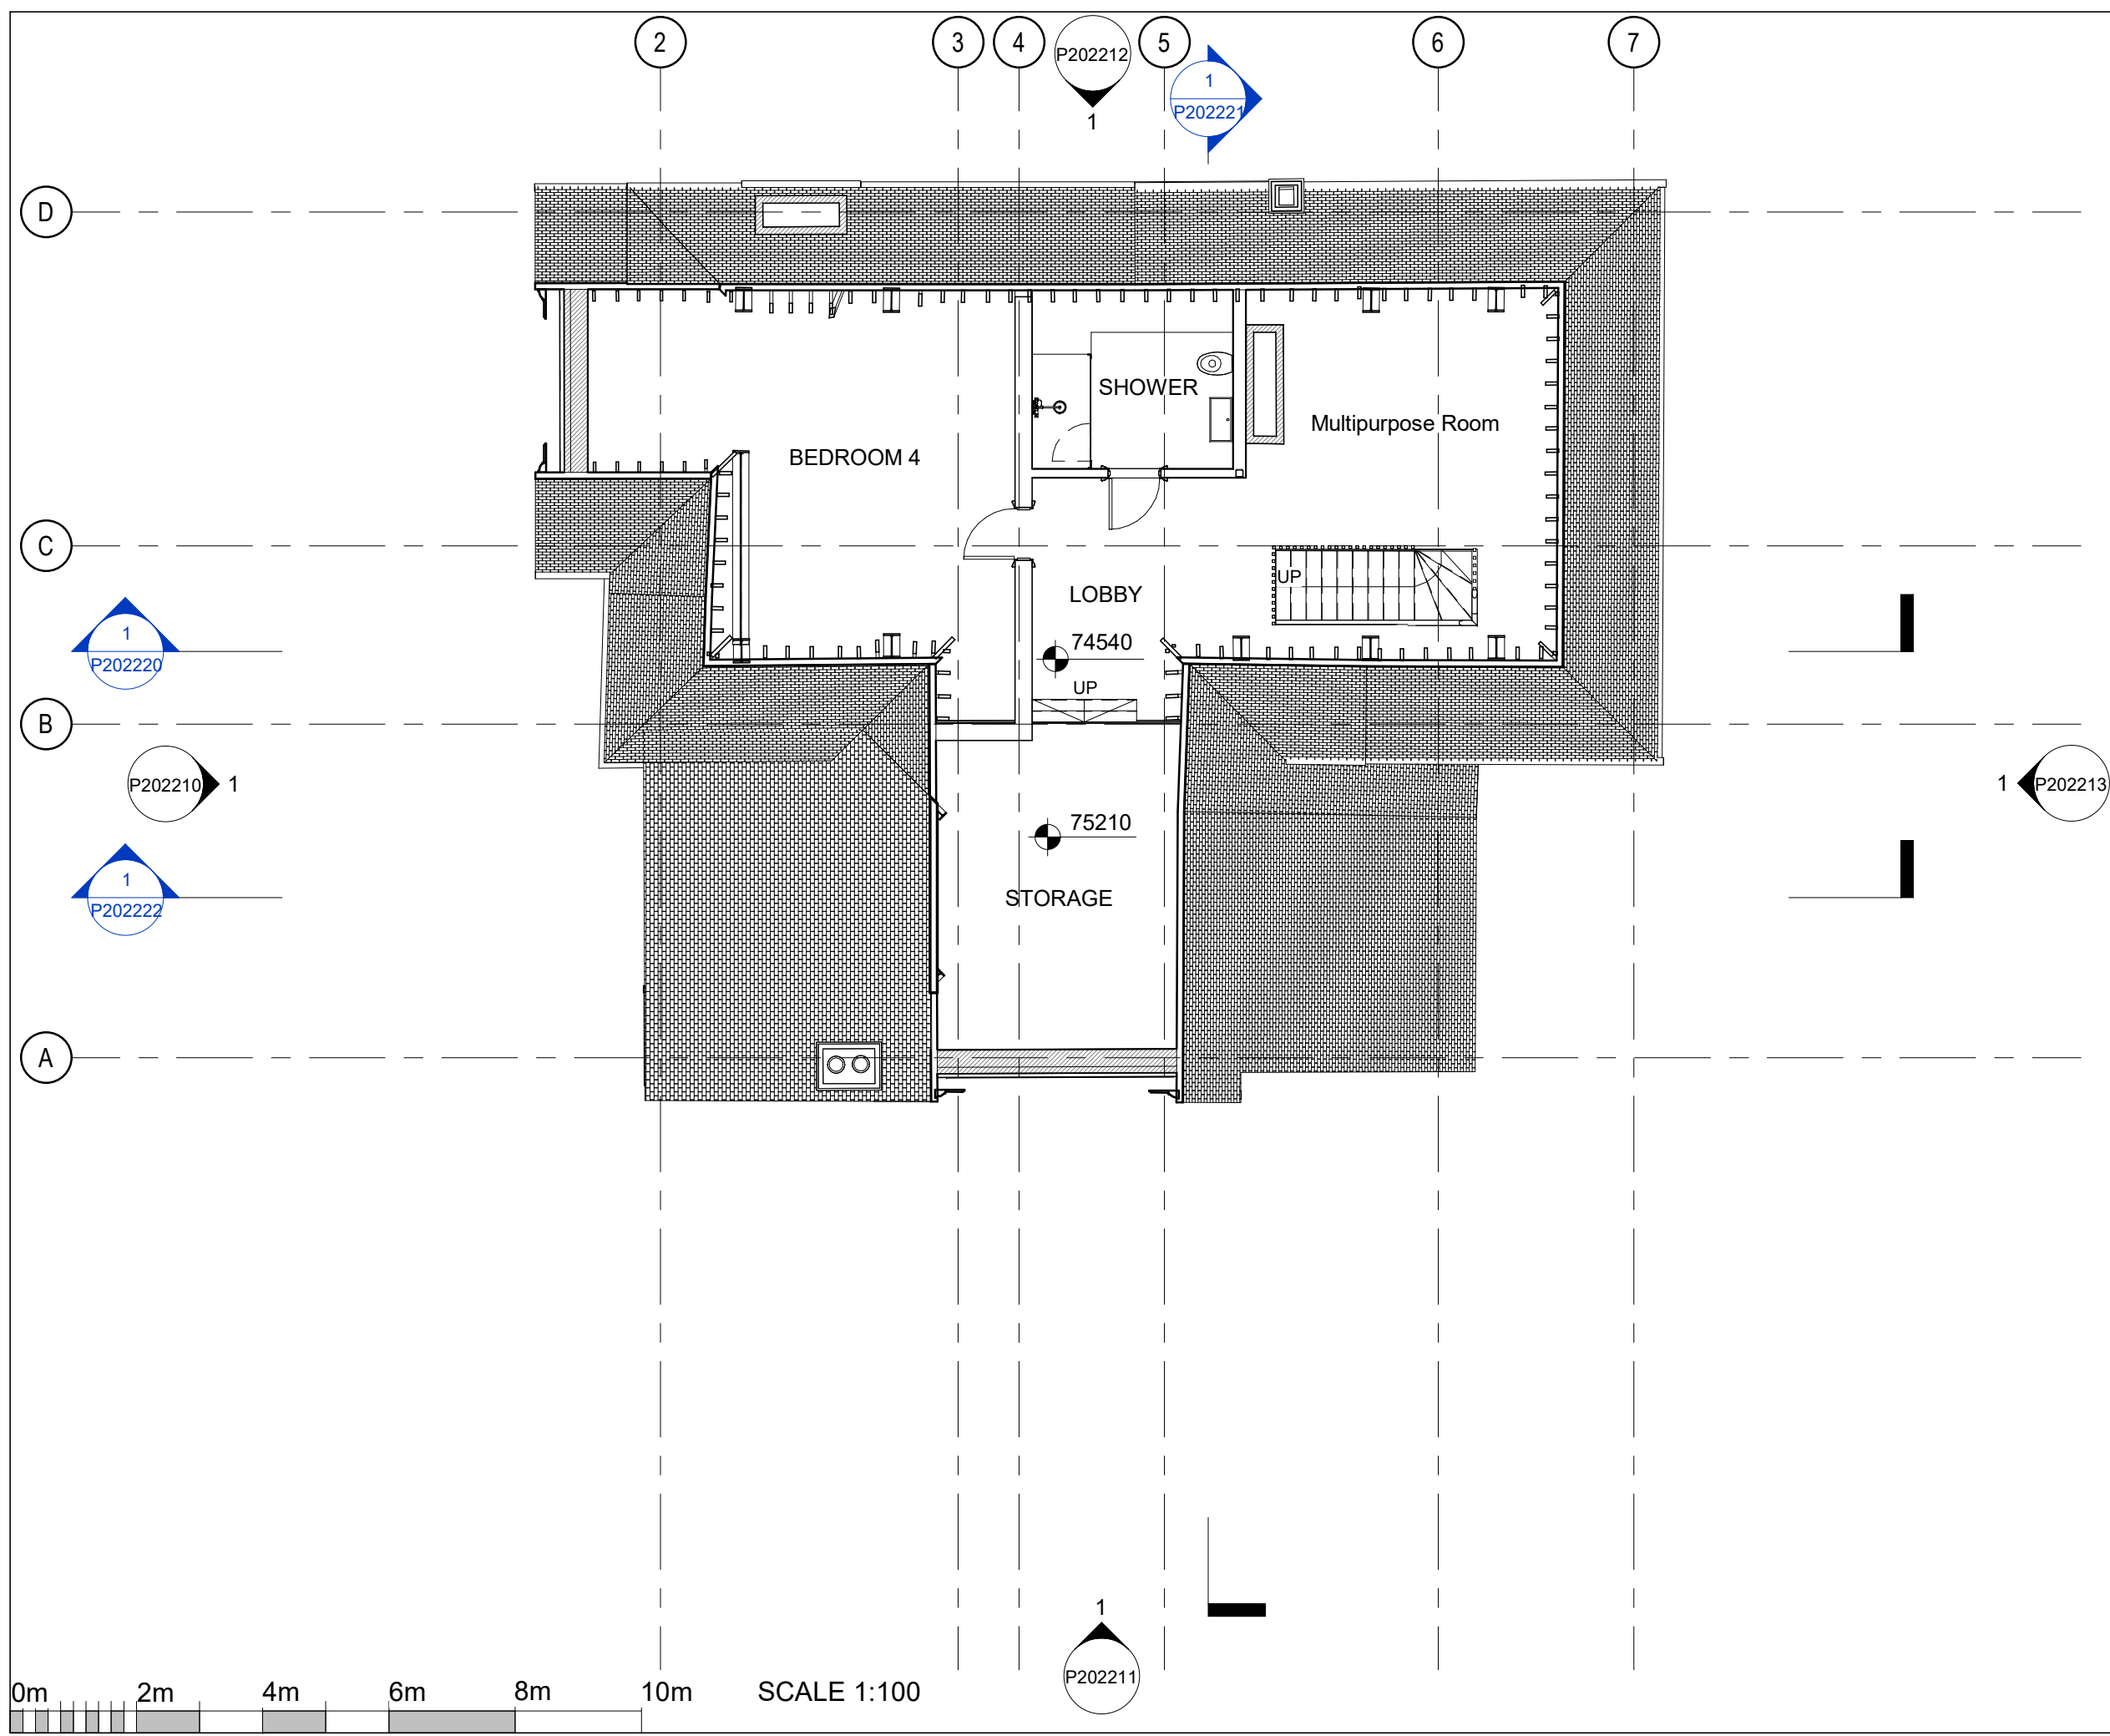 2 3 4 5 6 7
P202212
1
1
P202221
D
SHOWER
Multipurpose Room
BEDROOM 4
C
UP
LOBBY
1
P202220
74540
UP
B
P202210 1
1 P202213
75210
1
P202222
STORAGE
A
1
P202211
0m 2m 4m 6m 8m 10m SCALE 1:100